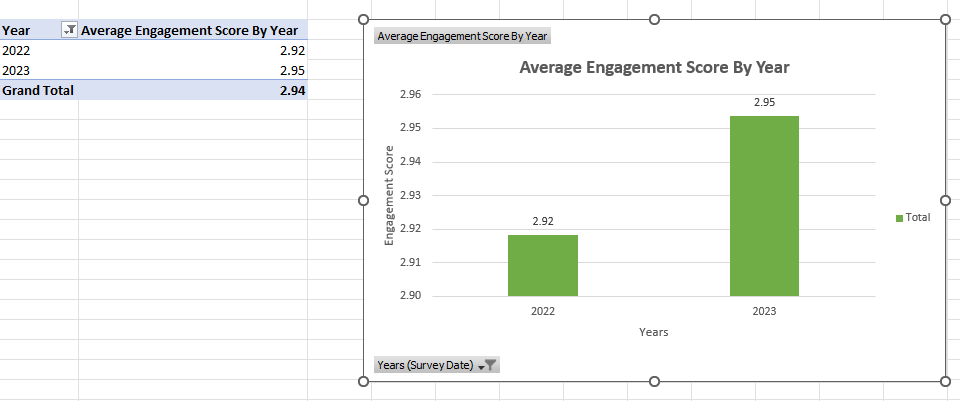 Year Average Engagement Score By Year
2022 2.92
2023 2.95
Grand Total 2.94
Average Engagement Score By Year
Average Engagement Score By Year
2.96
2.95
2.94
2.93
2.92
2.91
2.90
Engagement Score
2.92
2.95
2022 2023
Years
Total
Years (Survey Date)